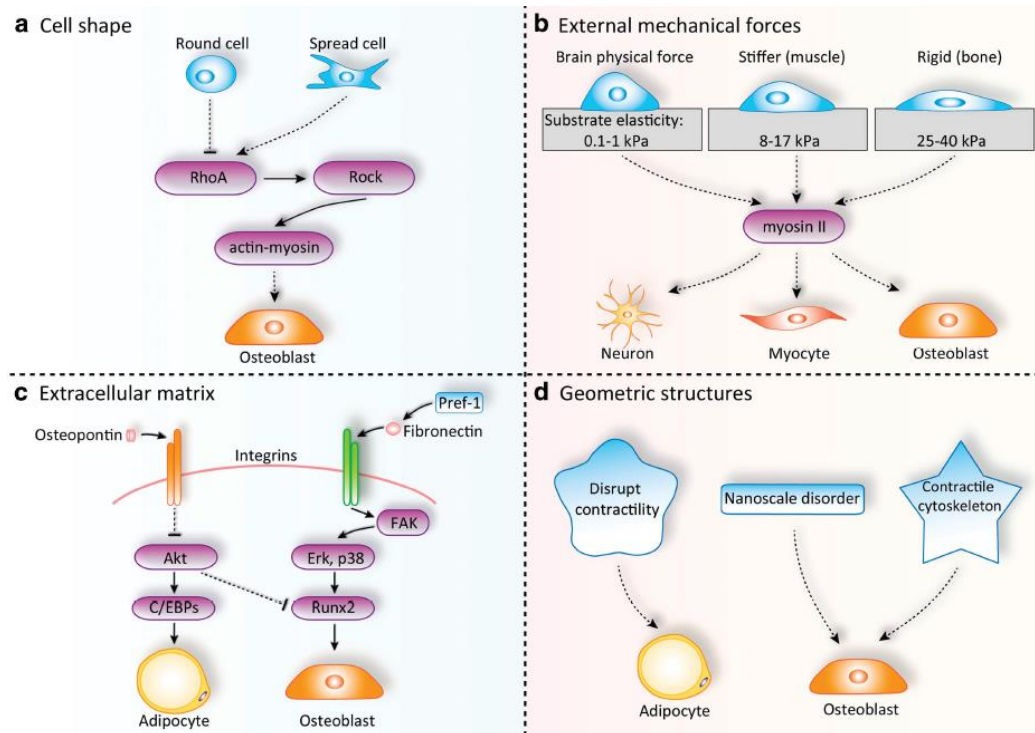 a Cell shape
Round cell
Spread cell
RhoA
Rock
actin-myosin
Osteoblast
b External mechanical forces
Brain physical force
Stiffer (muscle)
Rigid (bone)
Substrate elasticity:
0.1-1 kPa
8-17 kPa
25-40 kPa
myosin II
Neuron
Myocyte
Osteoblast
c Extracellular matrix
Pref-1
Osteopontin
Fibronectin
Integrins
FAK
Akt
Erk, p38
C/EBPs
Runx2
Adipocyte
Osteoblast
d Geometric structures
Disrupt
contractility
Nanoscale disorder
Contractile
cytoskeleton
Adipocyte
Osteoblast